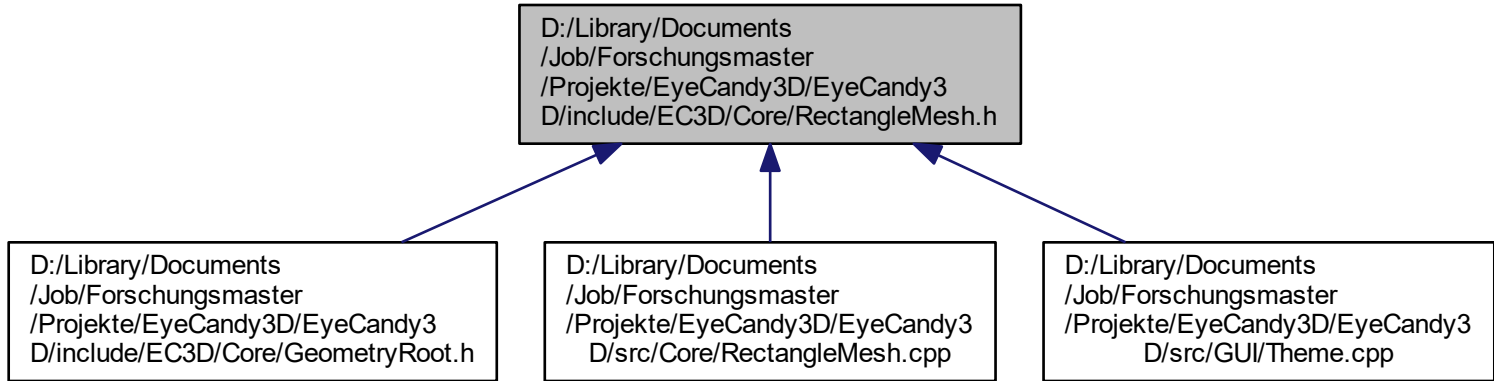 D:/Library/Documents
/Job/Forschungsmaster
/Projekte/EyeCandy3D/EyeCandy3
D/include/EC3D/Core/RectangleMesh.h
D:/Library/Documents
/Job/Forschungsmaster
/Projekte/EyeCandy3D/EyeCandy3
D/include/EC3D/Core/GeometryRoot.h
D:/Library/Documents
/Job/Forschungsmaster
/Projekte/EyeCandy3D/EyeCandy3
D/src/Core/RectangleMesh.cpp
D:/Library/Documents
/Job/Forschungsmaster
/Projekte/EyeCandy3D/EyeCandy3
D/src/GUI/Theme.cpp